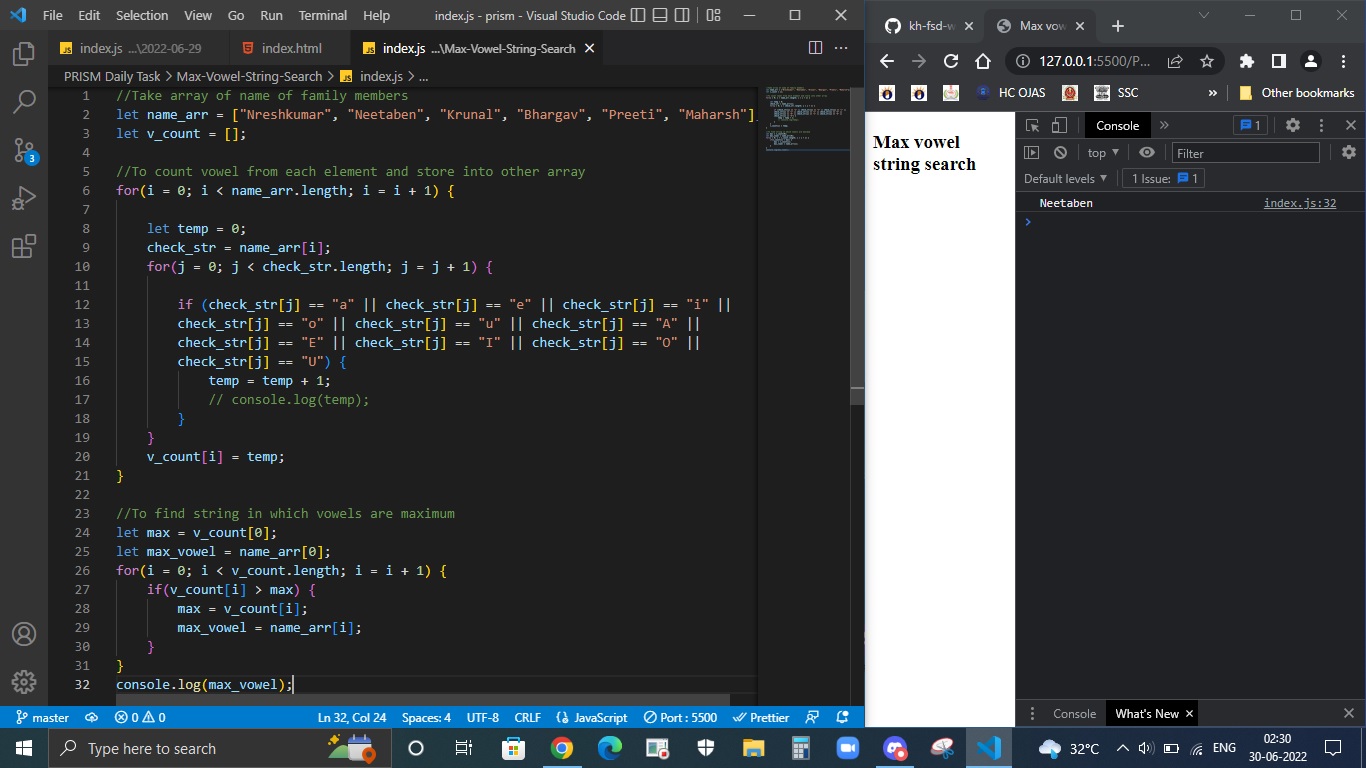 File Edit Selection View Go Run Terminal Help index.js - prism - Visual Studio Code
index.js ...\2022-06-29 index.html index.js ...\Max-Vowel-String-Search
PRISM Daily Task > Max-Vowel-String-Search > index.js > ...
1 //Take array of name of family members
2 let name_arr = ["Nreshkumar", "Neetaben", "Krunal", "Bhargav", "Preeti", "Maharsh"]
3 let v_count = [];
4
5 //To count vowel from each element and store into other array
6 for(i = 0; i < name_arr.length; i = i + 1) {
7
8     let temp = 0;
9     check_str = name_arr[i];
10     for(j = 0; j < check_str.length; j = j + 1) {
11
12         if (check_str[j] == "a" || check_str[j] == "e" || check_str[j] == "i" ||
13         check_str[j] == "o" || check_str[j] == "u" || check_str[j] == "A" ||
14         check_str[j] == "E" || check_str[j] == "I" || check_str[j] == "O" ||
15         check_str[j] == "U") {
16             temp = temp + 1;
17             // console.log(temp);
18         }
19     }
20     v_count[i] = temp;
21 }
22
23 //To find string in which vowels are maximum
24 let max = v_count[0];
25 let max_vowel = name_arr[0];
26 for(i = 0; i < v_count.length; i = i + 1) {
27     if(v_count[i] > max) {
28         max = v_count[i];
29         max_vowel = name_arr[i];
30     }
31 }
32 console.log(max_vowel);
3
master 0 0 Ln 32, Col 24 Spaces: 4 UTF-8 CRLF JavaScript Port : 5500 Prettier
kh-fsd-w Max vow
127.0.0.1:5500/P...
HC OJAS SSC » Other bookmarks
Max vowel
string search
Console » 1
top Filter
Default levels 1 Issue: 1
Neetaben index.js:32
Console What's New
Type here to search
32°C ENG 02:30
30-06-2022